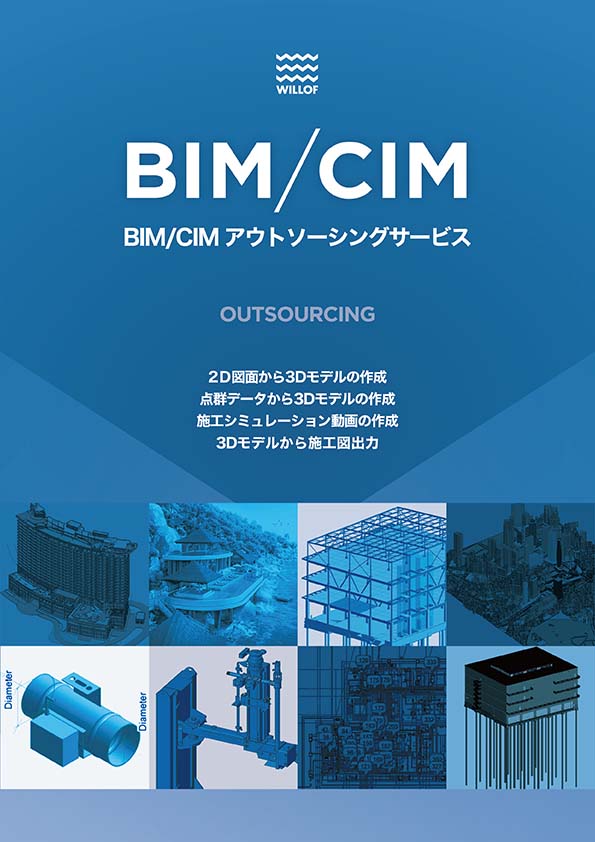 WILLOF
BIM/CIM
BIM/CIM アウトソーシングサービス
OUTSOURCING
2D図面から3Dモデルの作成
点群データから3Dモデルの作成
施工シミュレーション動画の作成
3Dモデルから施工図出力
Diameter
Diameter